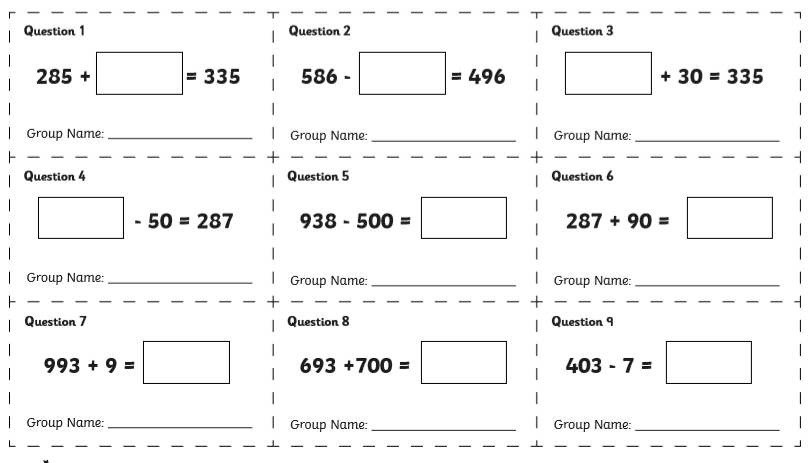 Question 1
285 + = 335
Group Name:
Question 2
586 - = 496
Group Name:
Question 3
+ 30 = 335
Group Name:
Question 4
- 50 = 287
Group Name:
Question 5
938 - 500 =
Group Name:
Question 6
287 + 90 =
Group Name:
Question 7
993 + 9 =
Group Name:
Question 8
693 +700 =
Group Name:
Question 9
403 - 7 =
Group Name: